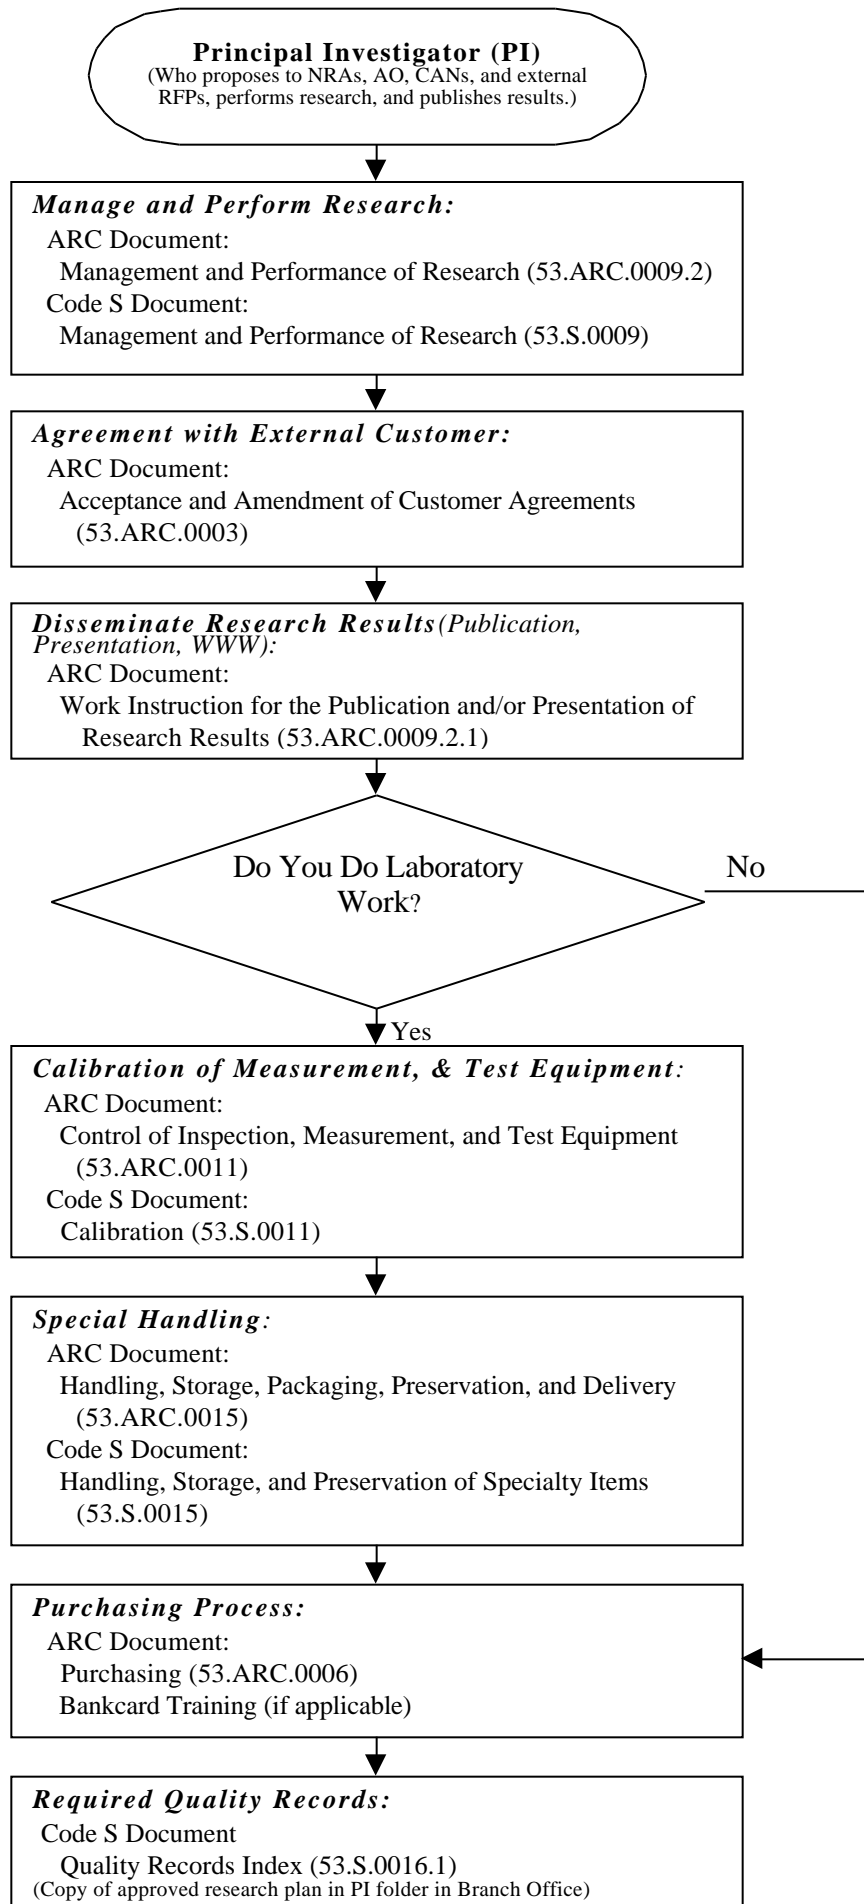 Principal Investigator (PI)
(Who proposes to NRAs, AO, CANs, and external
RFPs, performs research, and publishes results.)
Manage and Perform Research:
ARC Document:
Management and Performance of Research (53.ARC.0009.2)
Code S Document:
Management and Performance of Research (53.S.0009)
Agreement with External Customer:
ARC Document:
Acceptance and Amendment of Customer Agreements
(53.ARC.0003)
Disseminate Research Results(Publication,
Presentation, WWW):
ARC Document:
Work Instruction for the Publication and/or Presentation of
Research Results (53.ARC.0009.2.1)
Do You Do Laboratory
Work?
No
Yes
Calibration of Measurement, & Test Equipment:
ARC Document:
Control of Inspection, Measurement, and Test Equipment
(53.ARC.0011)
Code S Document:
Calibration (53.S.0011)
Special Handling:
ARC Document:
Handling, Storage, Packaging, Preservation, and Delivery
(53.ARC.0015)
Code S Document:
Handling, Storage, and Preservation of Specialty Items
(53.S.0015)
Purchasing Process:
ARC Document:
Purchasing (53.ARC.0006)
Bankcard Training (if applicable)
Required Quality Records:
Code S Document
Quality Records Index (53.S.0016.1)
(Copy of approved research plan in PI folder in Branch Office)